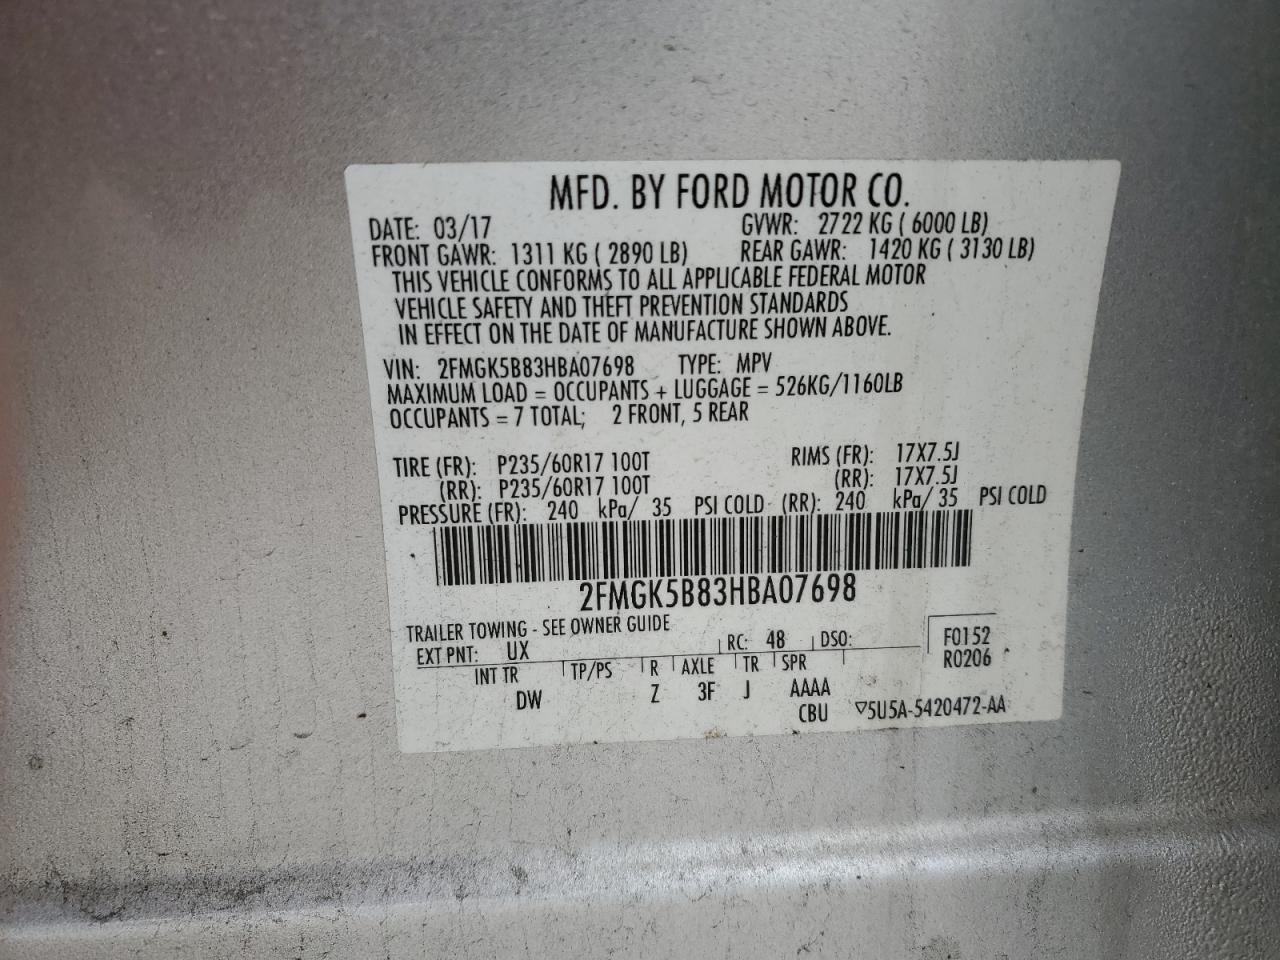 MFD. BY FORD MOTOR CO.
DATE: 03/17 GVWR: 2722 KG ( 6000 LB)
FRONT GAWR: 1311 KG ( 2890 LB) REAR GAWR: 1420 KG ( 3130 LB)
THIS VEHICLE CONFORMS TO ALL APPLICABLE FEDERAL MOTOR
VEHICLE SAFETY AND THEFT PREVENTION STANDARDS
IN EFFECT ON THE DATE OF MANUFACTURE SHOWN ABOVE.
VIN: 2FMGK5B83HBA07698 TYPE: MPV
MAXIMUM LOAD = OCCUPANTS + LUGGAGE = 526KG/1160LB
OCCUPANTS = 7 TOTAL; 2 FRONT, 5 REAR
TIRE (FR): P235/60R17 100T RIMS (FR): 17X7.5J
(RR): P235/60R17 100T (RR): 17X7.5J
PRESSURE (FR): 240 kPa/ 35 PSI COLD (RR): 240 kPa/ 35 PSI COLD
2FMGK5B83HBA07698
TRAILER TOWING - SEE OWNER GUIDE
EXT PNT: UX RC: 48 DSO: F0152
R0206
INT TR TP/PS R AXLE TR SPR
DW Z 3F J AAAA
CBU ▽5U5A-5420472-AA